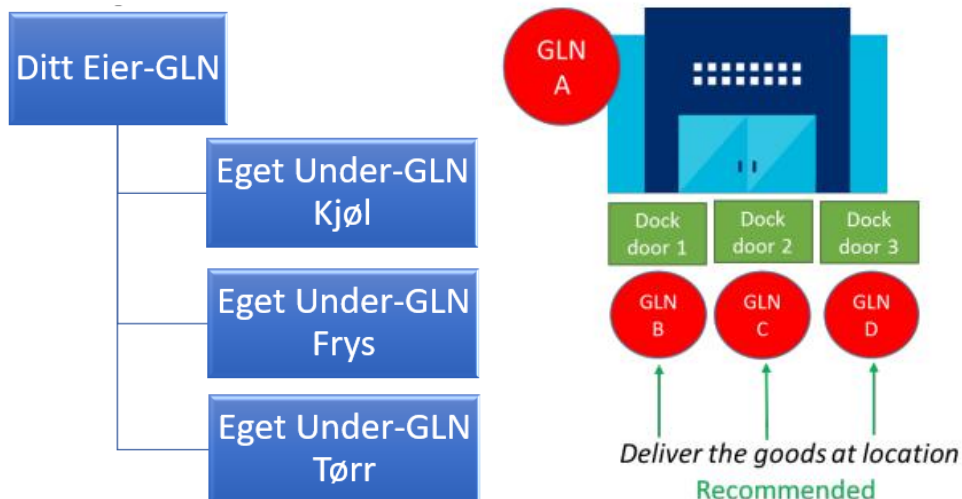 Ditt Eier-GLN
Eget Under-GLN
Kjøl
Eget Under-GLN
Frys
Eget Under-GLN
Tørr
GLN
A
Dock
door 1
Dock
door 2
Dock
door 3
GLN
B
GLN
C
GLN
D
Deliver the goods at location
Recommended